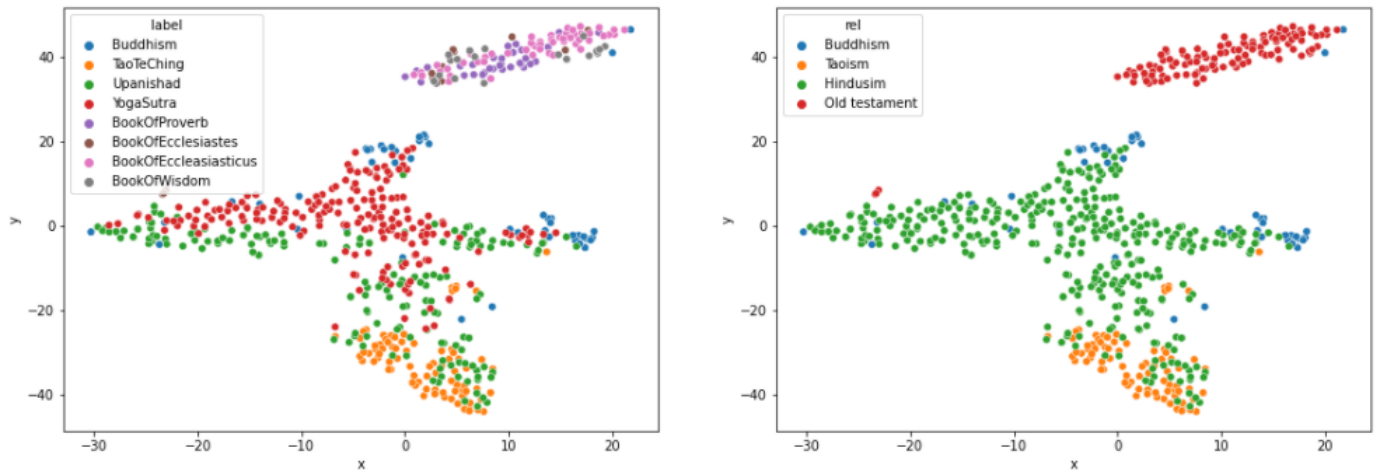 label
Buddhism
TaoTeChing
Upanishad
YogaSutra
BookOfProverb
BookOfEcclesiastes
BookOfEccleasiasticus
BookOfWisdom
40
20
0
−20
−40
y
−30
−20
−10
0
10
20
x
rel
Buddhism
Taoism
Hindusim
Old testament
40
20
0
−20
−40
y
−30
−20
−10
0
10
20
x